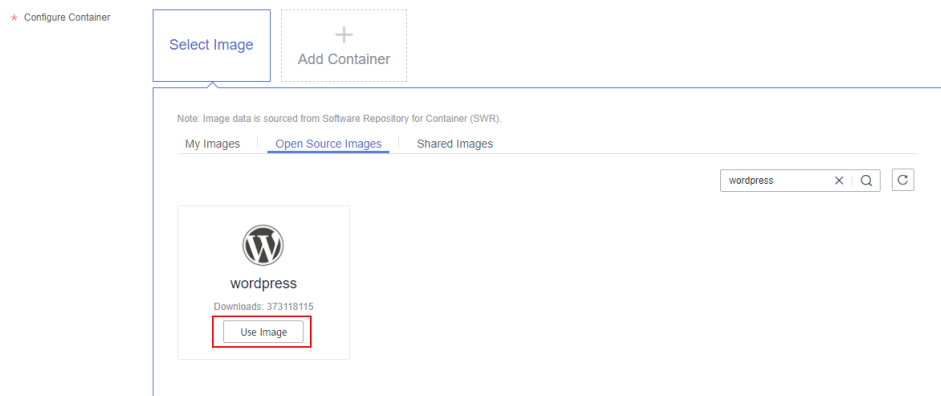 * Configure Container
Select Image
+
Add Container
Note: Image data is sourced from Software Repository for Container (SWR).
My Images | Open Source Images | Shared Images
wordpress
W
wordpress
Downloads: 373118115
Use Image